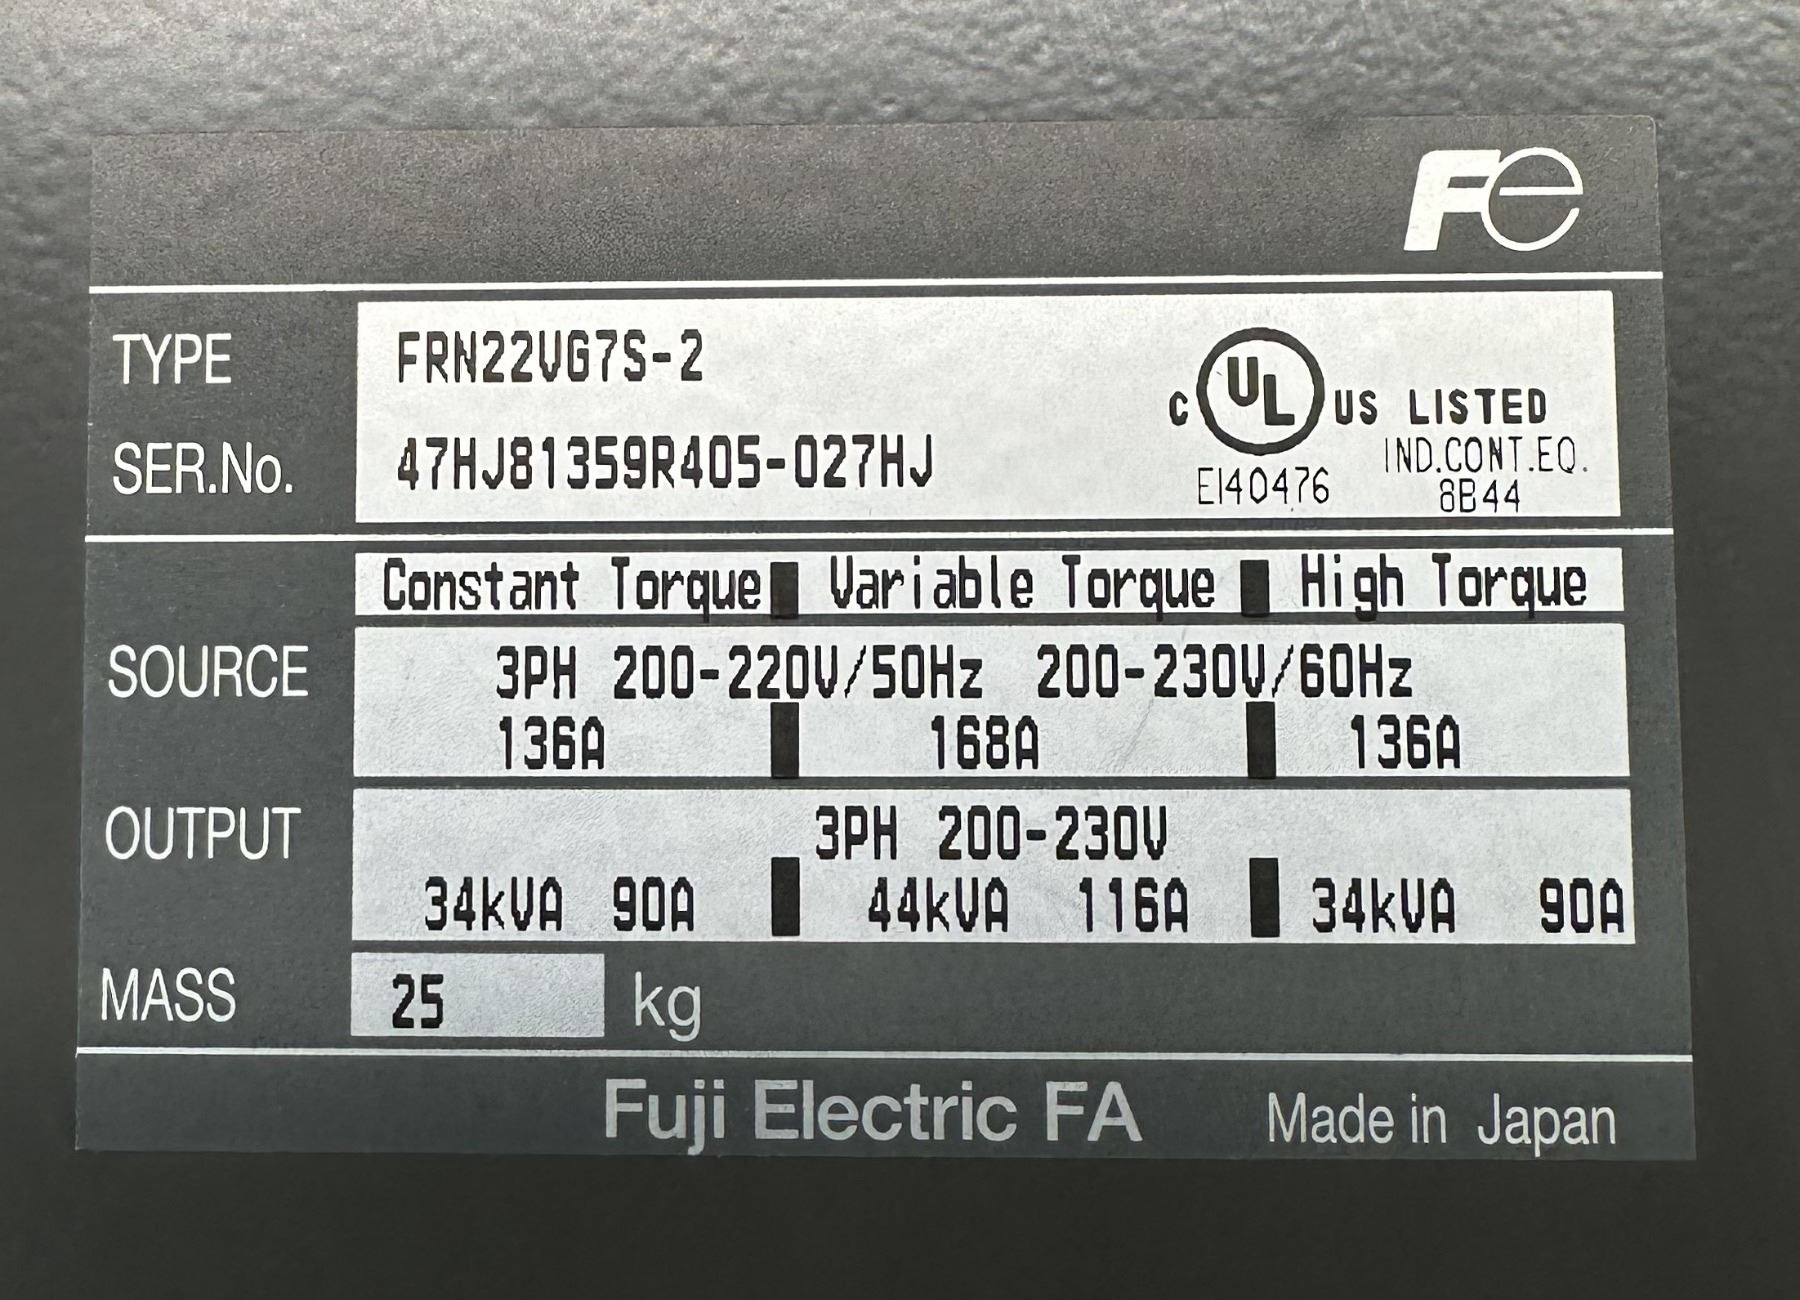 Fe
TYPE FRN22VG7S-2
SER.No. 47HJ81359R405-027HJ
C UL US LISTED
E140476 IND.CONT.EQ.
8B44
Constant Torque Variable Torque High Torque
SOURCE 3PH 200-220V/50Hz 200-230V/60Hz
136A 168A 136A
OUTPUT 3PH 200-230V
34kVA 90A 44kVA 116A 34kVA 90A
MASS 25 kg
Fuji Electric FA Made in Japan